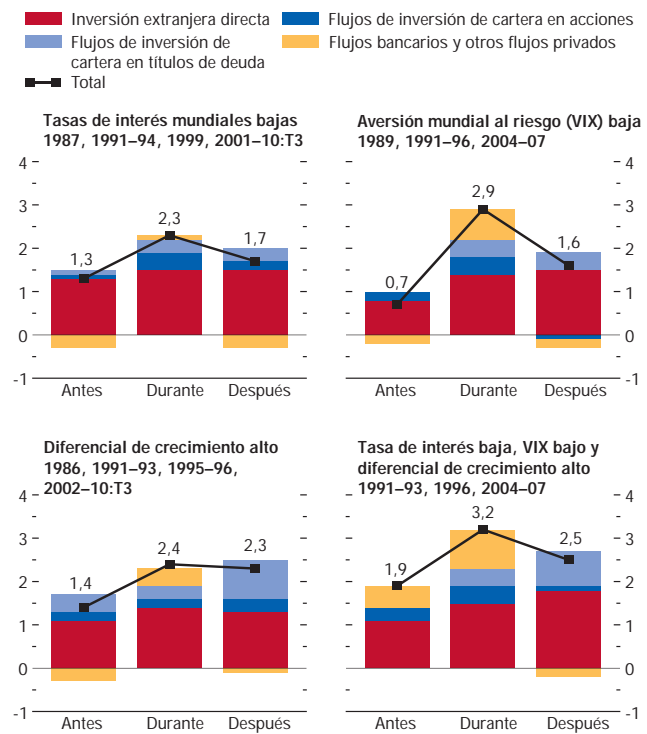 Inversión extranjera directa
Flujos de inversión de cartera en acciones
Flujos de inversión de
cartera en títulos de deuda
Flujos bancarios y otros flujos privados
Total
Tasas de interés mundiales bajas
1987, 1991–94, 1999, 2001–10:T3
4
3
2
1
0
-1
1,3
2,3
1,7
Antes
Durante
Después
Aversión mundial al riesgo (VIX) baja
1989, 1991–96, 2004–07
4
3
2
1
0
-1
0,7
2,9
1,6
Antes
Durante
Después
Diferencial de crecimiento alto
1986, 1991–93, 1995–96,
2002–10:T3
4
3
2
1
0
-1
1,4
2,4
2,3
Antes
Durante
Después
Tasa de interés baja, VIX bajo y
diferencial de crecimiento alto
1991–93, 1996, 2004–07
4
3
2
1
0
-1
1,9
3,2
2,5
Antes
Durante
Después